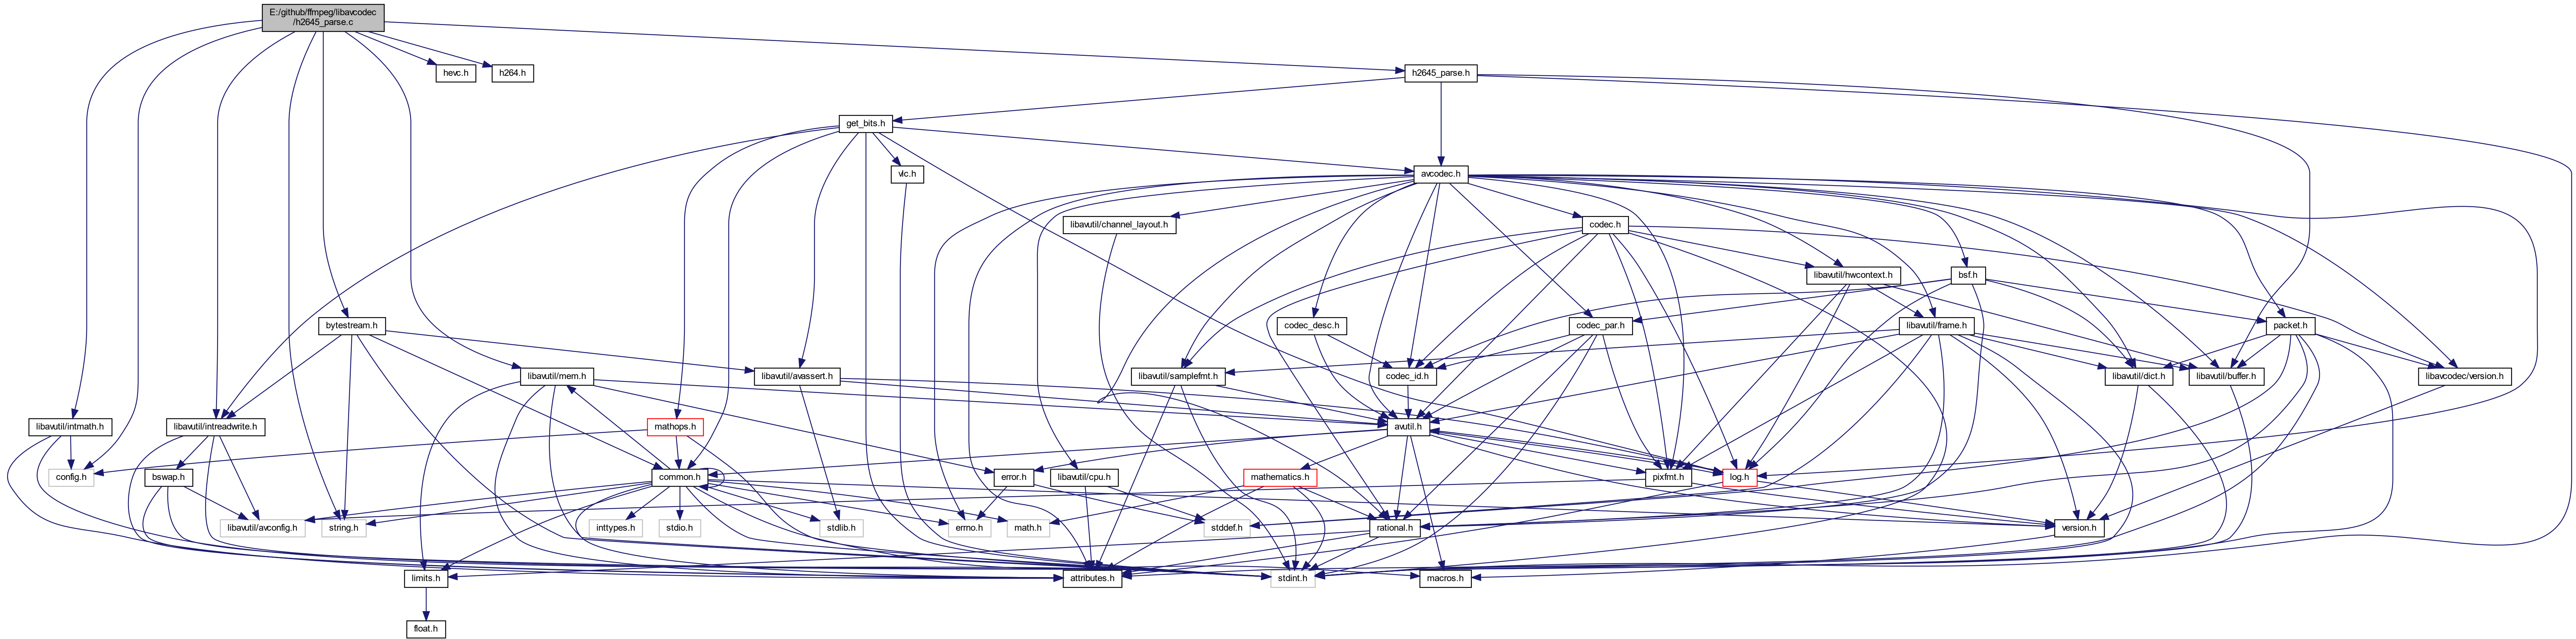 E:/github/ffmpeg/libavcodec
/h2645_parse.c
hevc.h
h264.h
h2645_parse.h
get_bits.h
vlc.h
avcodec.h
libavutil/channel_layout.h
codec.h
libavutil/hwcontext.h
bsf.h
bytestream.h
codec_desc.h
codec_par.h
libavutil/frame.h
packet.h
libavutil/mem.h
libavutil/avassert.h
libavutil/samplefmt.h
codec_id.h
libavutil/dict.h
libavutil/buffer.h
libavcodec/version.h
libavutil/intmath.h
libavutil/intreadwrite.h
mathops.h
avutil.h
config.h
bswap.h
common.h
error.h
libavutil/cpu.h
mathematics.h
pixfmt.h
log.h
libavutil/avconfig.h
string.h
inttypes.h
stdio.h
stdlib.h
errno.h
math.h
stddef.h
rational.h
version.h
limits.h
attributes.h
stdint.h
macros.h
float.h